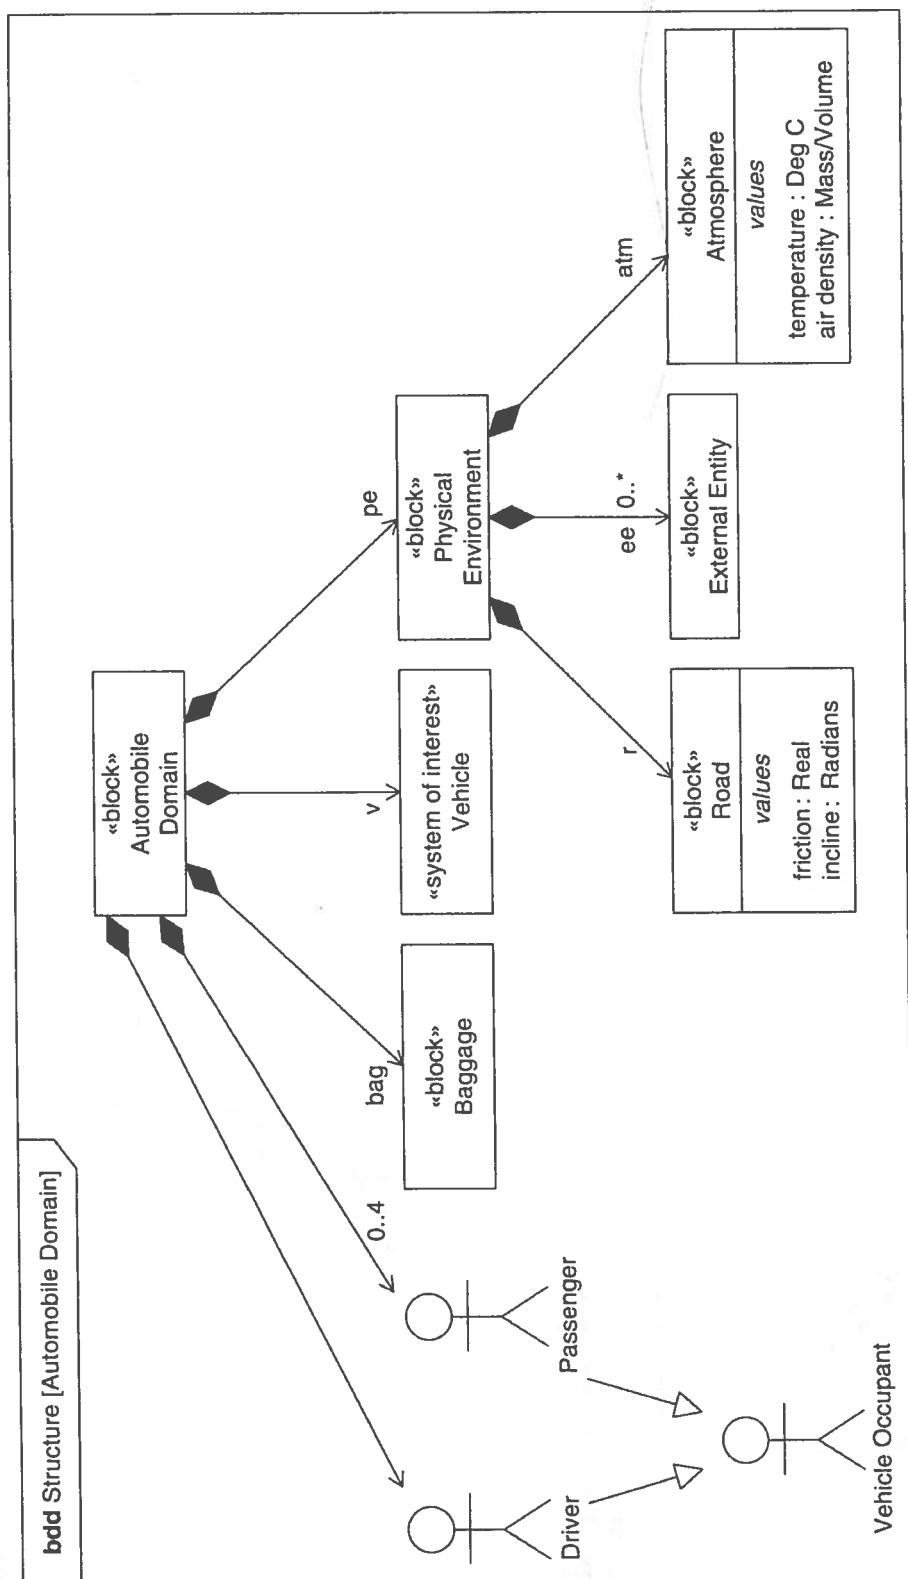 bdd Structure [Automobile Domain]
«block»
Automobile
Domain
bag
v
pe
0..4
«block»
Baggage
«system of interest»
Vehicle
«block»
Physical
Environment
Driver
Passenger
Vehicle Occupant
r
ee
0..*
atm
«block»
Road
values
friction : Real
incline : Radians
«block»
External Entity
«block»
Atmosphere
values
temperature : Deg C
air density : Mass/Volume